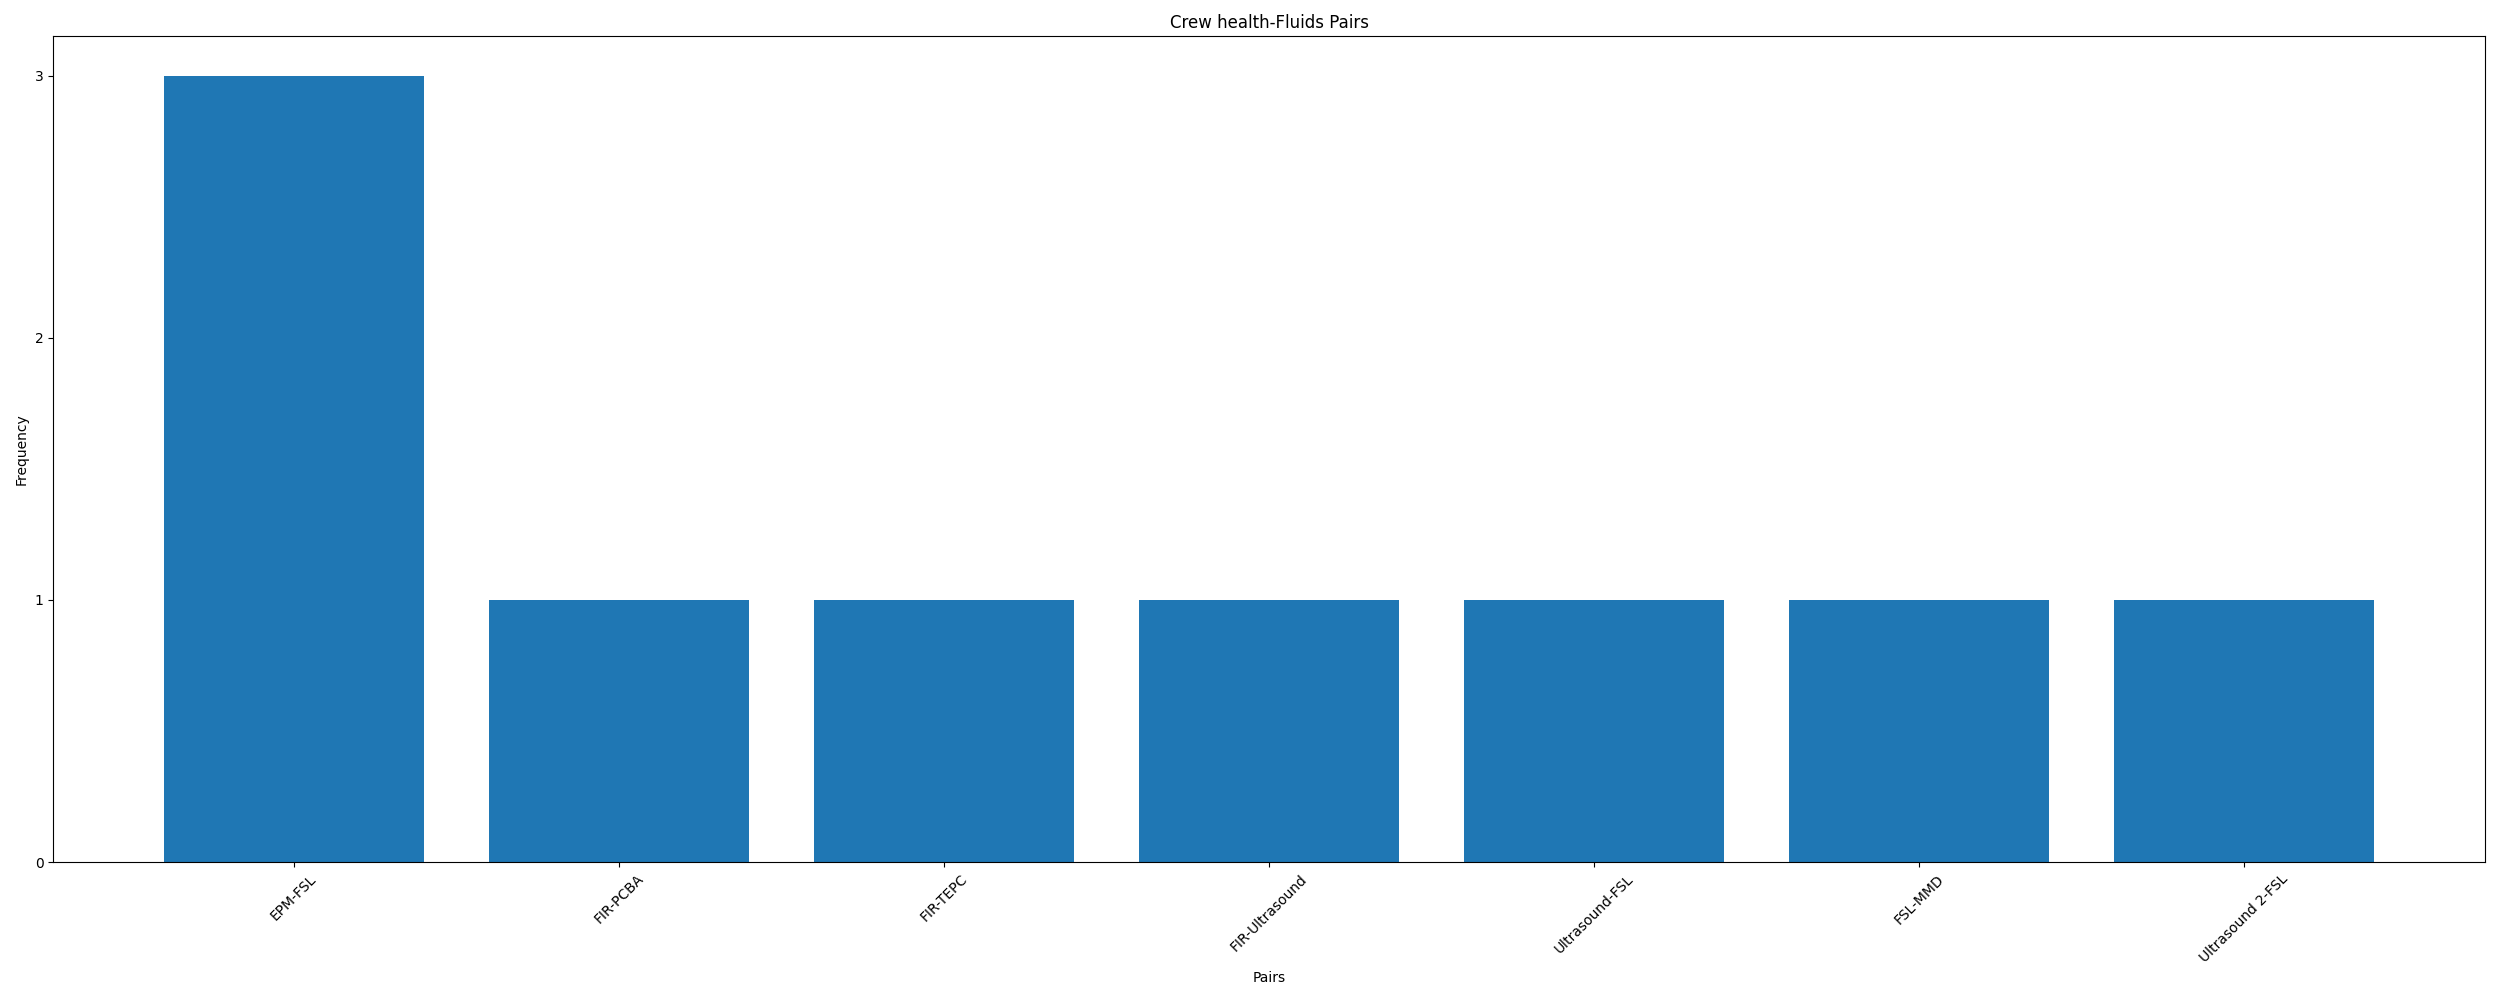 Crew health-Fluids Pairs
3
2
1
0
Frequency
EPM-FSL
FIR-PCBA
FIR-TEPC
FIR-Ultrasound
Ultrasound-FSL
FSL-MMD
Ultrasound 2-FSL
Pairs